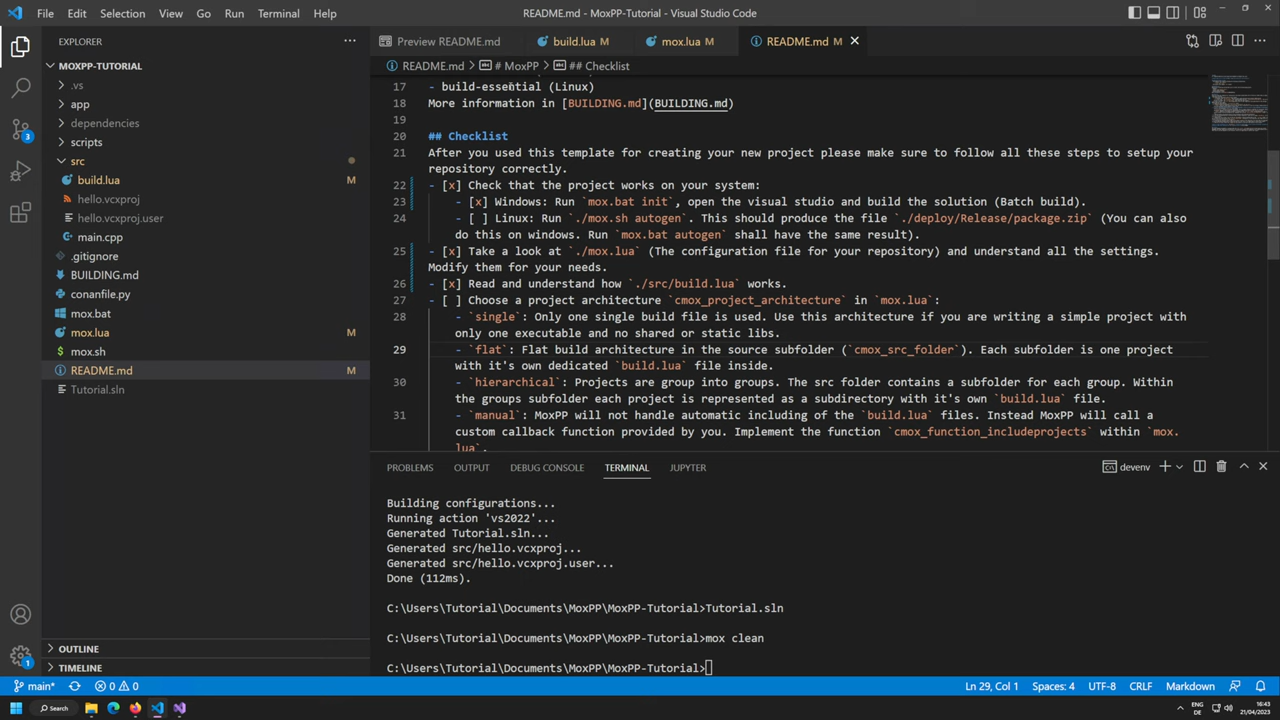 File Edit Selection View Go Run Terminal Help
README.md - MoxPP-Tutorial - Visual Studio Code
EXPLORER
MOXPP-TUTORIAL
.vs
app
dependencies
scripts
src
build.lua M
hello.vcxproj
hello.vcxproj.user
main.cpp
.gitignore
BUILDING.md
conanfile.py
mox.bat
mox.lua M
mox.sh
README.md M
Tutorial.sln
OUTLINE
TIMELINE
Preview README.md build.lua M mox.lua M README.md M
README.md > # MoxPP > ## Checklist
17 - build-essential (Linux)
18 More information in [BUILDING.md](BUILDING.md)
19
20 ## Checklist
21 After you used this template for creating your new project please make sure to follow all these steps to setup your
repository correctly.
22 - [x] Check that the project works on your system:
23 - [x] Windows: Run `mox.bat init`, open the visual studio and build the solution (Batch build).
24 - [ ] Linux: Run `./mox.sh autogen`. This should produce the file `./deploy/Release/package.zip` (You can also
do this on windows. Run `mox.bat autogen` shall have the same result).
25 - [x] Take a look at `./mox.lua` (The configuration file for your repository) and understand all the settings.
Modify them for your needs.
26 - [x] Read and understand how `./src/build.lua` works.
27 - [ ] Choose a project architecture `cmox_project_architecture` in `mox.lua`:
28 - `single`: Only one single build file is used. Use this architecture if you are writing a simple project with
only one executable and no shared or static libs.
29 - `flat`: Flat build architecture in the source subfolder (`cmox_src_folder`). Each subfolder is one project
with it's own dedicated `build.lua` file inside.
30 - `hierarchical`: Projects are group into groups. The src folder contains a subfolder for each group. Within
the groups subfolder each project is represented as a subdirectory with it's own `build.lua` file.
31 - `manual`: MoxPP will not handle automatic including of the `build.lua` files. Instead MoxPP will call a
custom callback function provided by you. Implement the function `cmox_function_includeprojects` within `mox.
lua`.
PROBLEMS OUTPUT DEBUG CONSOLE TERMINAL JUPYTER
devenv
Building configurations...
Running action 'vs2022'...
Generated Tutorial.sln...
Generated src/hello.vcxproj...
Generated src/hello.vcxproj.user...
Done (112ms).
C:\Users\Tutorial\Documents\MoxPP\MoxPP-Tutorial>Tutorial.sln
C:\Users\Tutorial\Documents\MoxPP\MoxPP-Tutorial>mox clean
C:\Users\Tutorial\Documents\MoxPP\MoxPP-Tutorial>
3
1
main* 0 0
Ln 29, Col 1 Spaces: 4 UTF-8 CRLF Markdown
Search
ENG
DE
16:43
21/04/2023